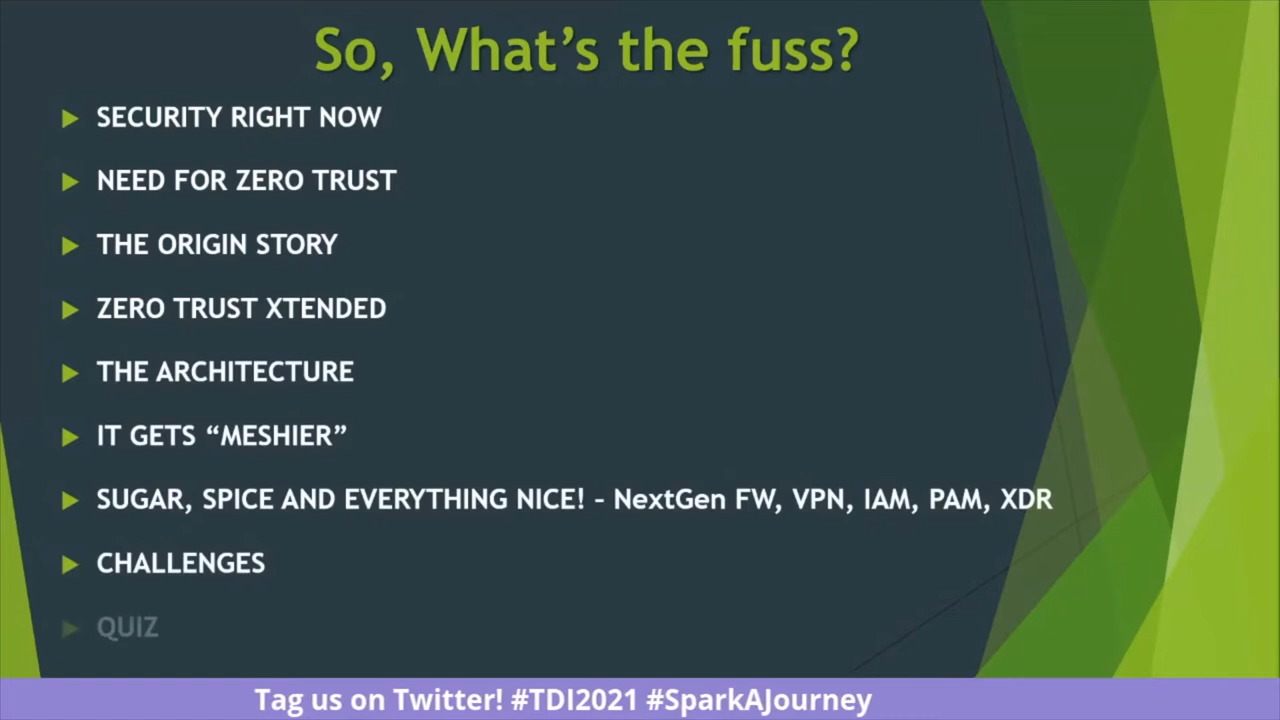 So, What's the fuss?
SECURITY RIGHT NOW
NEED FOR ZERO TRUST
THE ORIGIN STORY
ZERO TRUST XTENDED
THE ARCHITECTURE
IT GETS “MESHIER”
SUGAR, SPICE AND EVERYTHING NICE! – NextGen FW, VPN, IAM, PAM, XDR
CHALLENGES
QUIZ
Tag us on Twitter! #TDI2021 #SparkAJourney